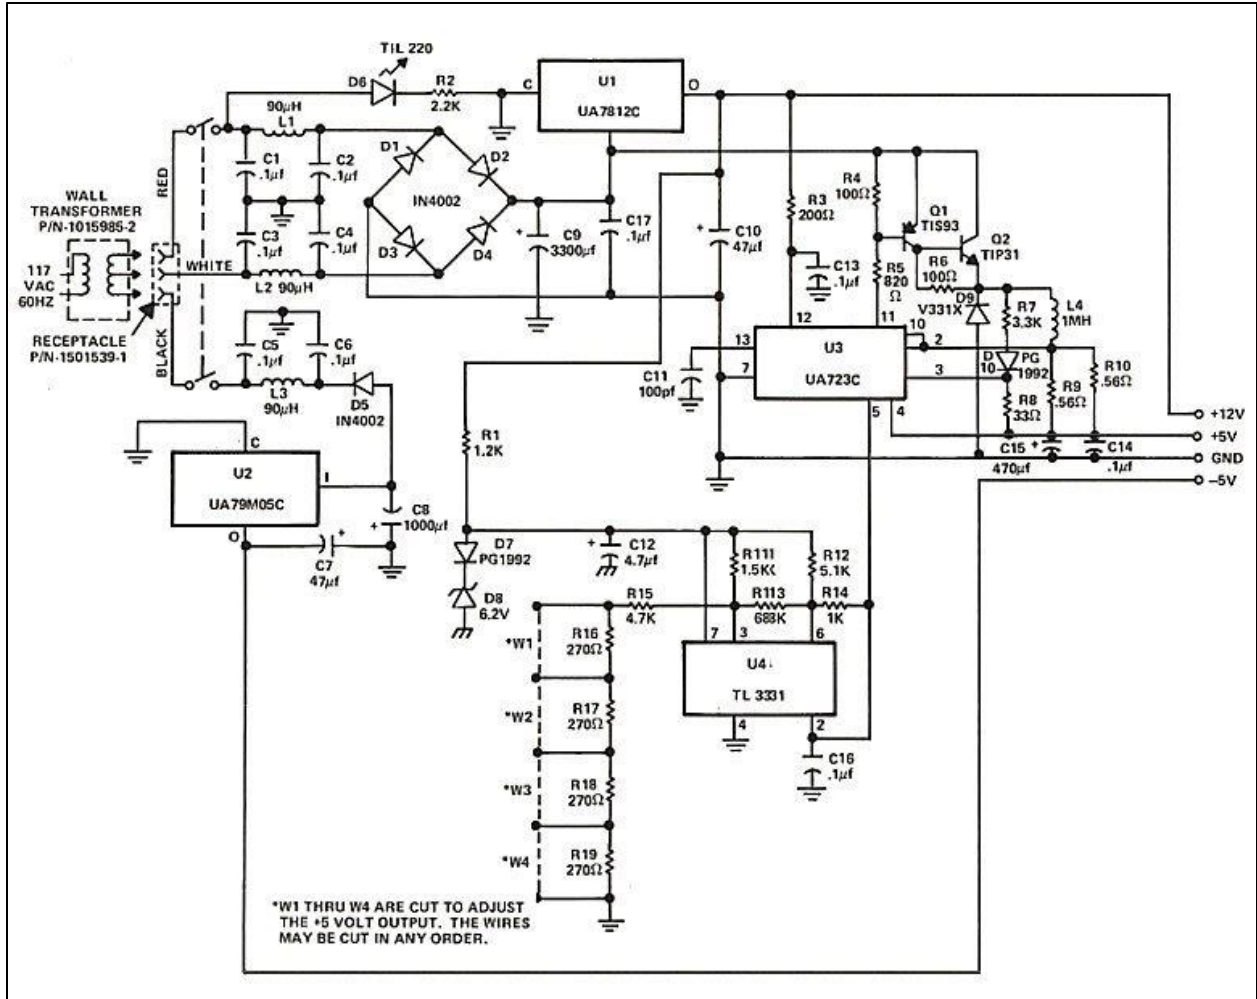 TIL 220
D6
R2
2.2K
C
U1
UA7812C
O
90µH
L1
C1
.1µf
C2
.1µf
D1
D2
IN4002
D3
D4
C3
.1µf
C4
.1µf
RED
WALL
TRANSFORMER
P/N-1015985-2
117
VAC
60HZ
WHITE
L2 90µH
RECEPTACLE
P/N-1501539-1
BLACK
+
C9
3300µf
C17
.1µf
+
C10
47µf
R3
200Ω
C13
.1µf
R4
100Ω
Q1
TIS93
Q2
TIP31
R5
820
Ω
R6
100Ω
D9
V331X
R7
3.3K
L4
1MH
C5
.1µf
C6
.1µf
L3
90µH
D5
IN4002
12
11
10
13
2
7
3
5
4
U3
UA723C
C11
100pf
D
10
PG
1992
R8
33Ω
R9
.56Ω
R10
.56Ω
C15
+
470µf
C14
.1µf
+12V
+5V
GND
–5V
C
U2
UA79M05C
I
O
+
C7
47µf
+
C8
1000µf
R1
1.2K
D7
PG1992
D8
6.2V
+
C12
4.7µf
R111
1.5K
R12
5.1K
R15
4.7K
R113
683K
R14
1K
7
3
6
U4
TL 3331
4
2
C16
.1µf
*W1
R16
270Ω
*W2
R17
270Ω
*W3
R18
270Ω
*W4
R19
270Ω
*W1 THRU W4 ARE CUT TO ADJUST
THE +5 VOLT OUTPUT. THE WIRES
MAY BE CUT IN ANY ORDER.